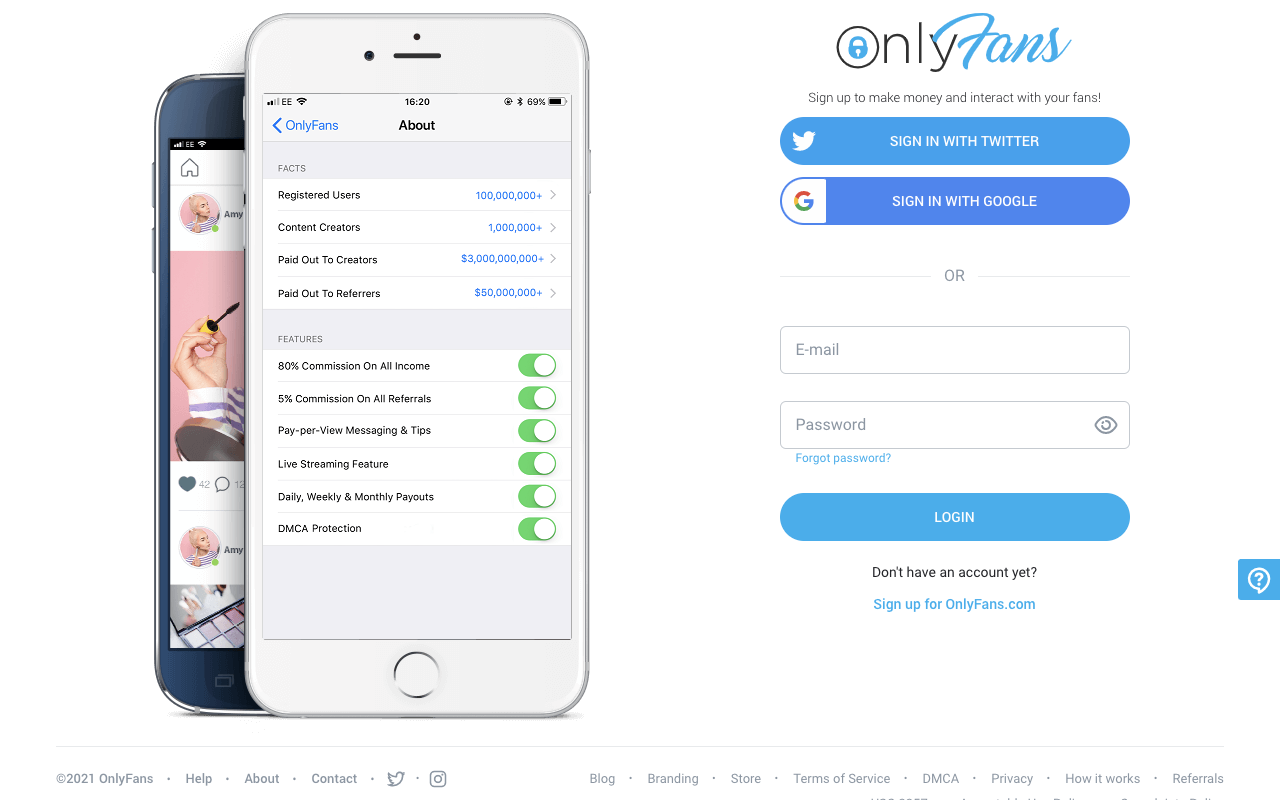 EE
Amy
42
12
Amy
EE
16:20
69%
OnlyFans
About
FACTS
Registered Users 100,000,000+
Content Creators 1,000,000+
Paid Out To Creators $3,000,000,000+
Paid Out To Referrers $50,000,000+
FEATURES
80% Commission On All Income
5% Commission On All Referrals
Pay-per-View Messaging & Tips
Live Streaming Feature
Daily, Weekly & Monthly Payouts
DMCA Protection
OnlyFans
Sign up to make money and interact with your fans!
SIGN IN WITH TWITTER
G SIGN IN WITH GOOGLE
OR
E-mail
Password
Forgot password?
LOGIN
Don't have an account yet?
Sign up for OnlyFans.com
©2021 OnlyFans • Help • About • Contact • •
Blog • Branding • Store • Terms of Service • DMCA • Privacy • How it works • Referrals